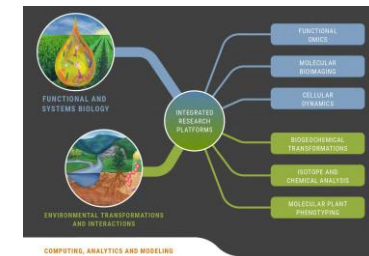 FUNCTIONAL
OMICS
MOLECULAR
BIOIMAGING
FUNCTIONAL AND
SYSTEMS BIOLOGY
CELLULAR
DYNAMICS
INTEGRATED
RESEARCH
PLATFORMS
BIOGEOCHEMICAL
TRANSFORMATIONS
ISOTOPE AND
CHEMICAL ANALYSIS
MOLECULAR PLANT
PHENOTYPING
ENVIRONMENTAL TRANSFORMATIONS
AND INTERACTIONS
COMPUTING, ANALYTICS AND MODELING